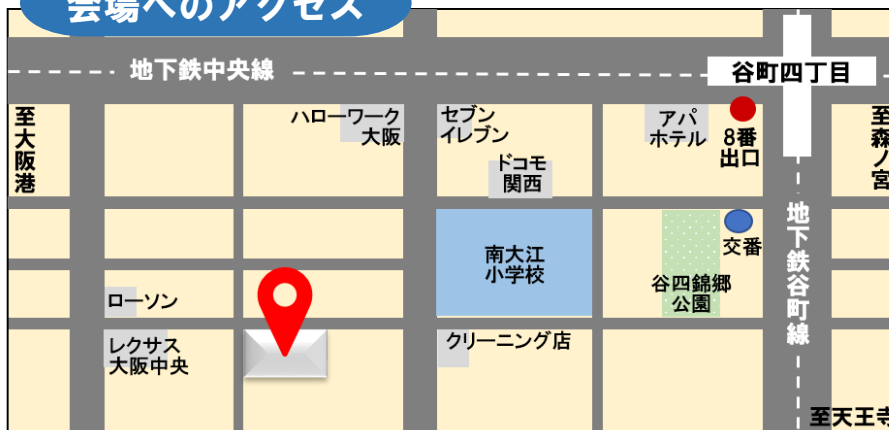 会場へのアクセス
地下鉄中央線
谷町四丁目
至大阪港
ハローワーク
大阪
セブン
イレブン
ドコモ
関西
アパ
ホテル
8番
出口
至森ノ宮
南大江
小学校
交番
谷四錦郷
公園
地下鉄谷町線
ローソン
レクサス
大阪中央
クリーニング店
至天王寺